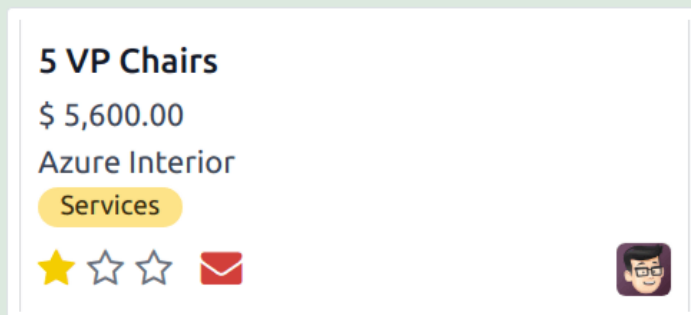 5 VP Chairs
$ 5,600.00
Azure Interior
Services